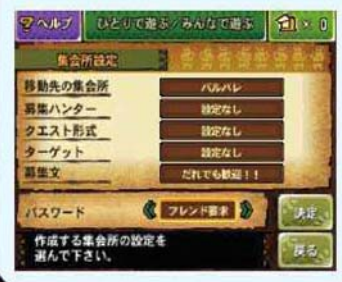 ?ヘルプ
ひとりで遊ぶ/みんなで遊ぶ
× 0
集会所設定
移動先の集会所
バルバレ
募集ハンター
設定なし
クエスト形式
設定なし
ターゲット
設定なし
募集文
だれでも歓迎!!
パスワード
フレンド要求
決定
作成する集会所の設定を
選んで下さい。
戻る